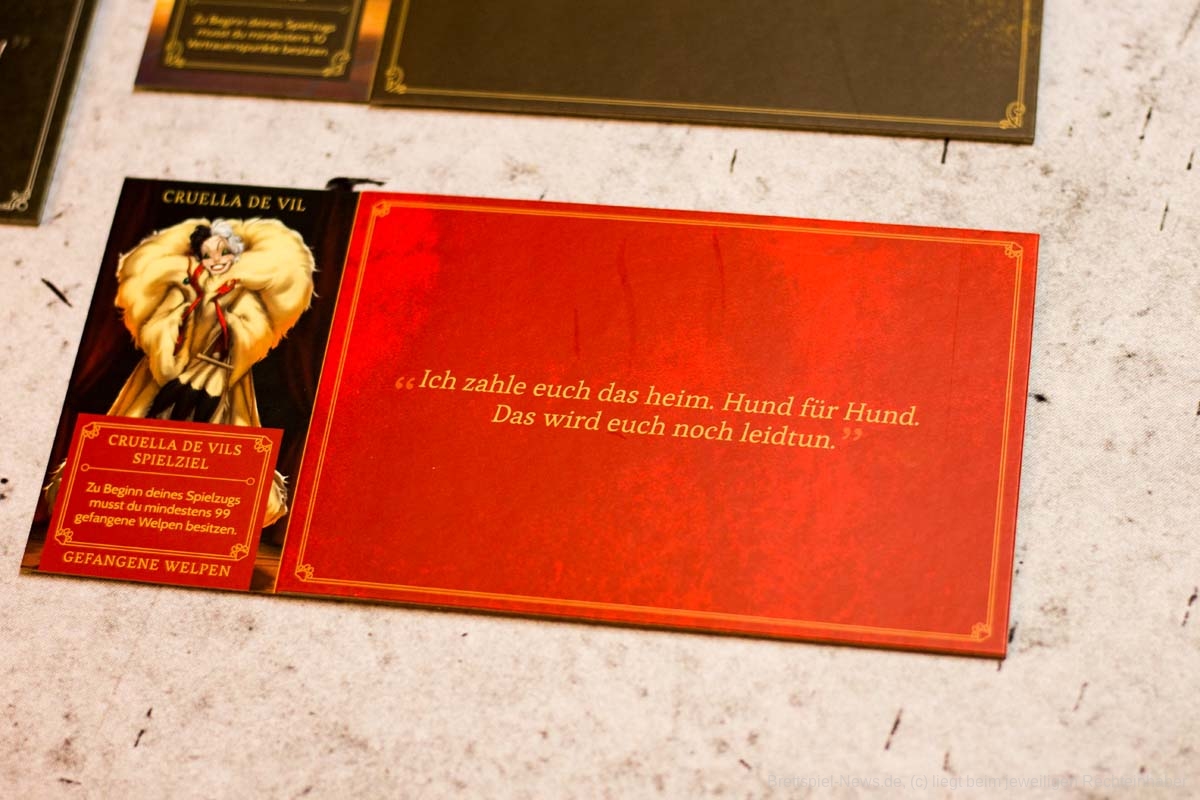 Zu Beginn deines Spielzugs
musst du mindestens 10
Vertrauenspunkte besitzen.
CRUELLA DE VIL
CRUELLA DE VILS
SPIELZIEL
Zu Beginn deines Spielzugs
musst du mindestens 99
gefangene Welpen besitzen.
GEFANGENE WELPEN
“Ich zahle euch das heim. Hund für Hund.
Das wird euch noch leidtun.”
Brettspiel-News.de, (c) liegt beim jeweiligen Rechteinhaber